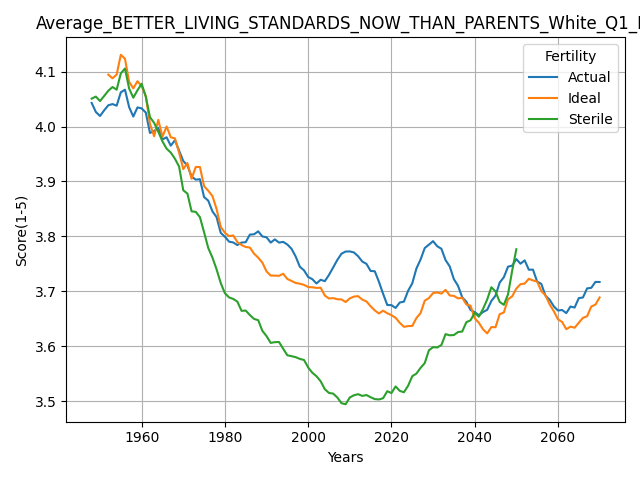 Average_BETTER_LIVING_STANDARDS_NOW_THAN_PARENTS_White_Q1_
Fertility
Actual
Ideal
Sterile
Score(1-5)
4.1
4.0
3.9
3.8
3.7
3.6
3.5
1960
1980
2000
2020
2040
2060
Years